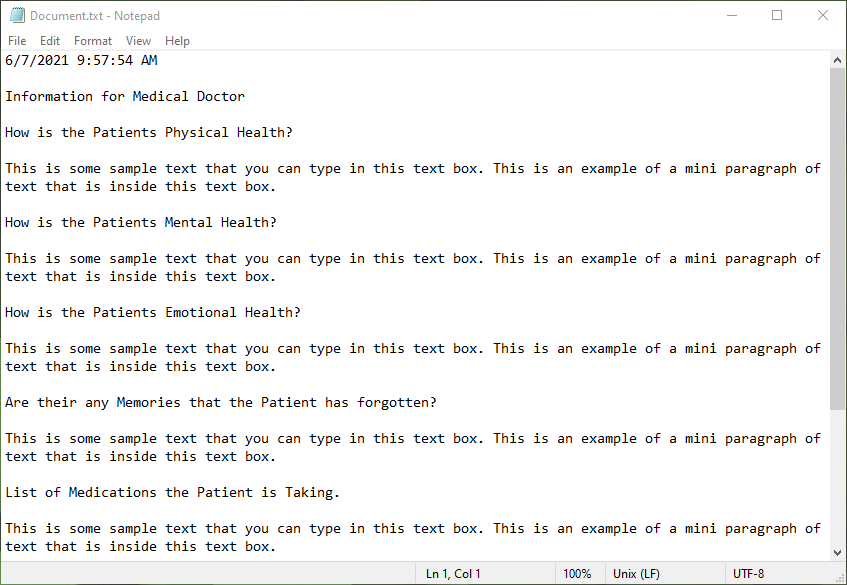 Document.txt - Notepad
File Edit Format View Help
6/7/2021 9:57:54 AM
Information for Medical Doctor
How is the Patients Physical Health?
This is some sample text that you can type in this text box. This is an example of a mini paragraph of
text that is inside this text box.
How is the Patients Mental Health?
This is some sample text that you can type in this text box. This is an example of a mini paragraph of
text that is inside this text box.
How is the Patients Emotional Health?
This is some sample text that you can type in this text box. This is an example of a mini paragraph of
text that is inside this text box.
Are their any Memories that the Patient has forgotten?
This is some sample text that you can type in this text box. This is an example of a mini paragraph of
text that is inside this text box.
List of Medications the Patient is Taking.
This is some sample text that you can type in this text box. This is an example of a mini paragraph of
text that is inside this text box.
Ln 1, Col 1 100% Unix (LF) UTF-8